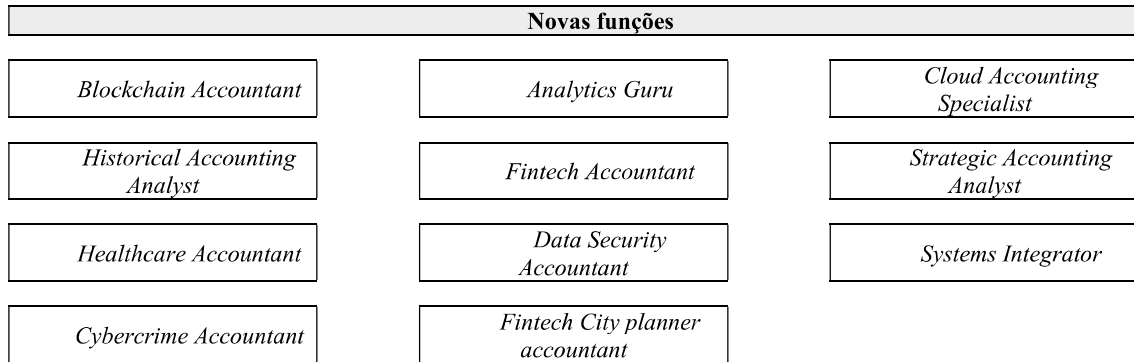 Novas funções
Blockchain Accountant
Analytics Guru
Cloud Accounting
Specialist
Historical Accounting
Analyst
Fintech Accountant
Strategic Accounting
Analyst
Healthcare Accountant
Data Security
Accountant
Systems Integrator
Cybercrime Accountant
Fintech City planner
accountant